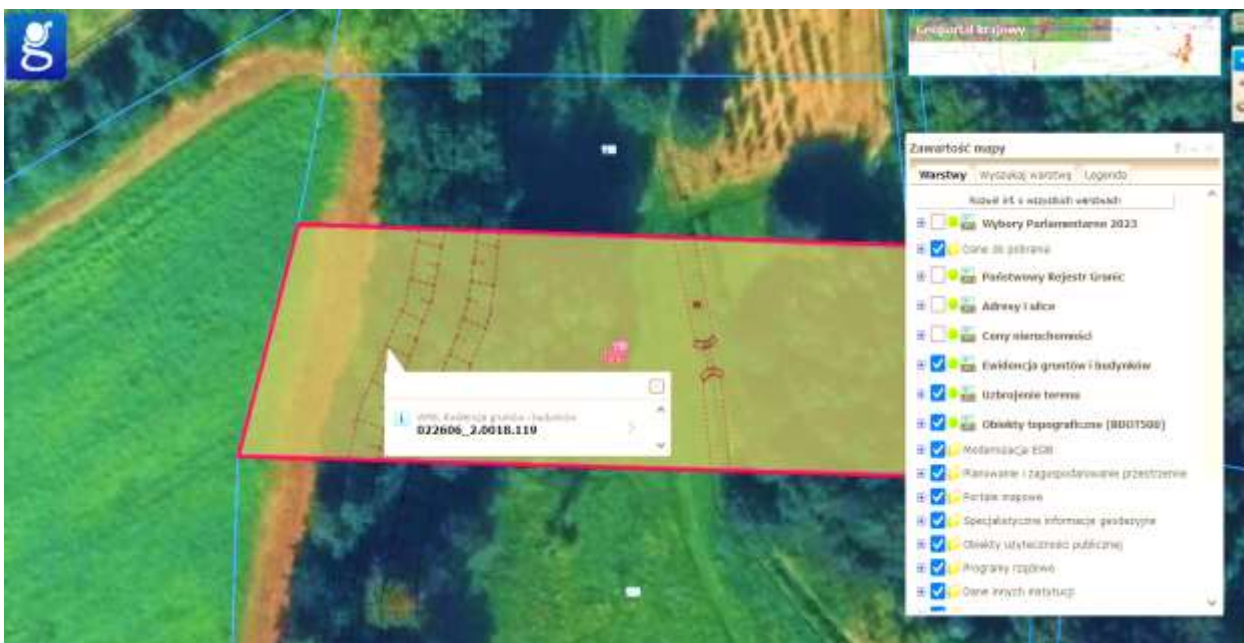 g
Geoportal krajowy
Zawartość mapy
Warstwy Wyszukaj warstwę Legenda
Rozwiń inf. o wszystkich warstwach
Wybory Parlamentarne 2023
Dane do pobrania
Państwowy Rejestr Granic
Adresy i ulice
Ceny nieruchomości
Ewidencja gruntów i budynków
Uzbrojenie terenu
Obiekty topograficzne (BDOT500)
Modernizacja EGiB
Planowanie i zagospodarowanie przestrzenne
Portale mapowe
Specjalistyczne informacje geodezyjne
Obiekty użyteczności publicznej
Programy rządowe
Dane innych instytucji
WMS, Ewidencja gruntów i budynków
022606_2.0018.119